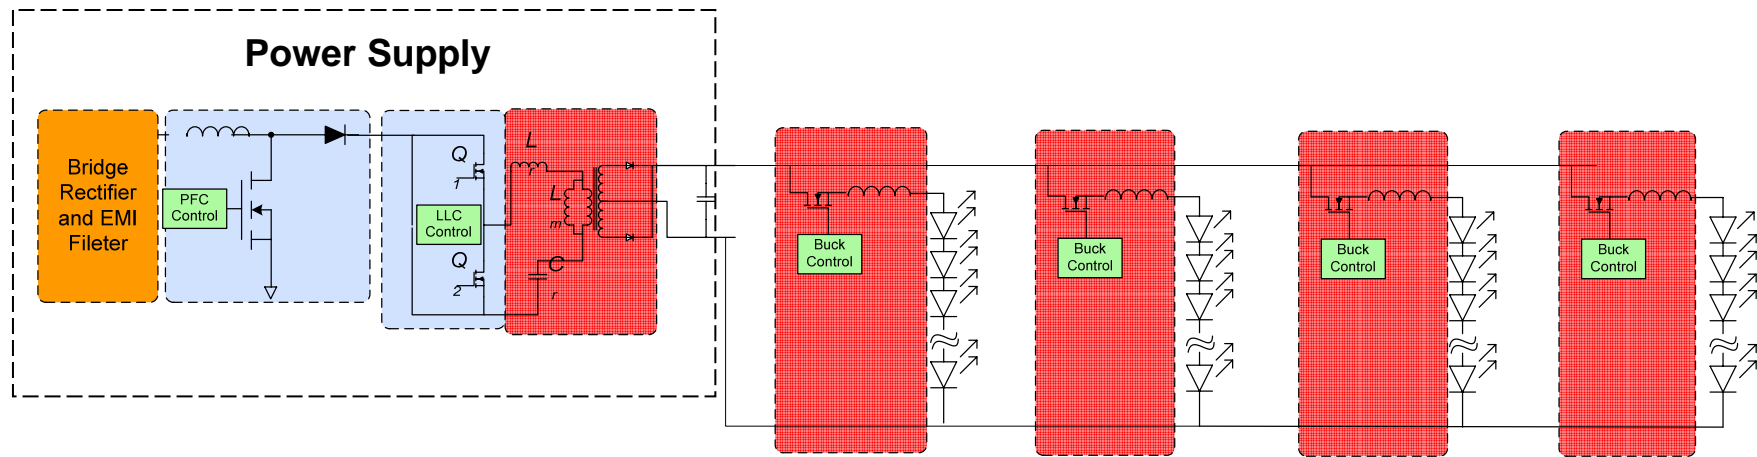 Power Supply
Bridge
Rectifier
and EMI
Fileter
PFC
Control
LLC
Control
Q
1
Q
2
L
r
L
m
C
r
Buck
Control
Buck
Control
Buck
Control
Buck
Control